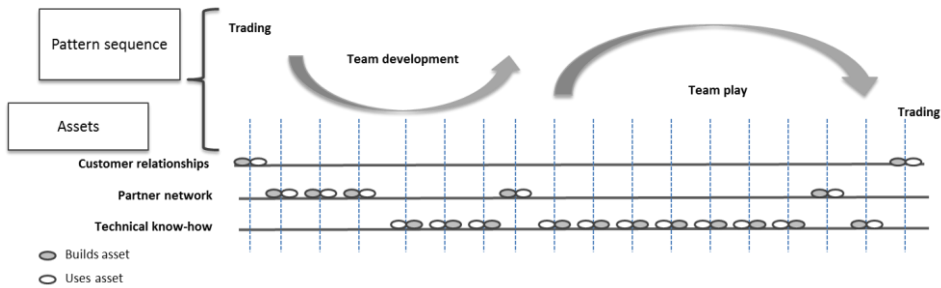 Pattern sequence
Trading
Team development
Team play
Trading
Assets
Customer relationships
Partner network
Technical know-how
Builds asset
Uses asset